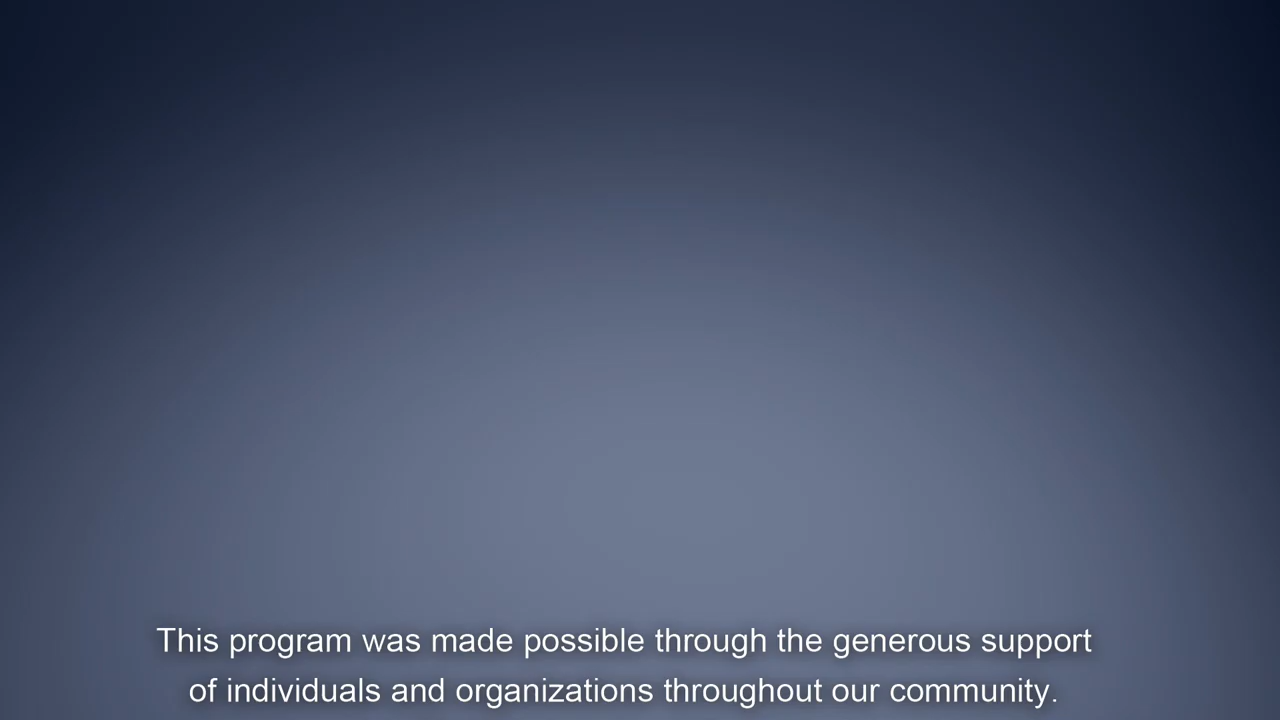 This program was made possible through the generous support
of individuals and organizations throughout our community.